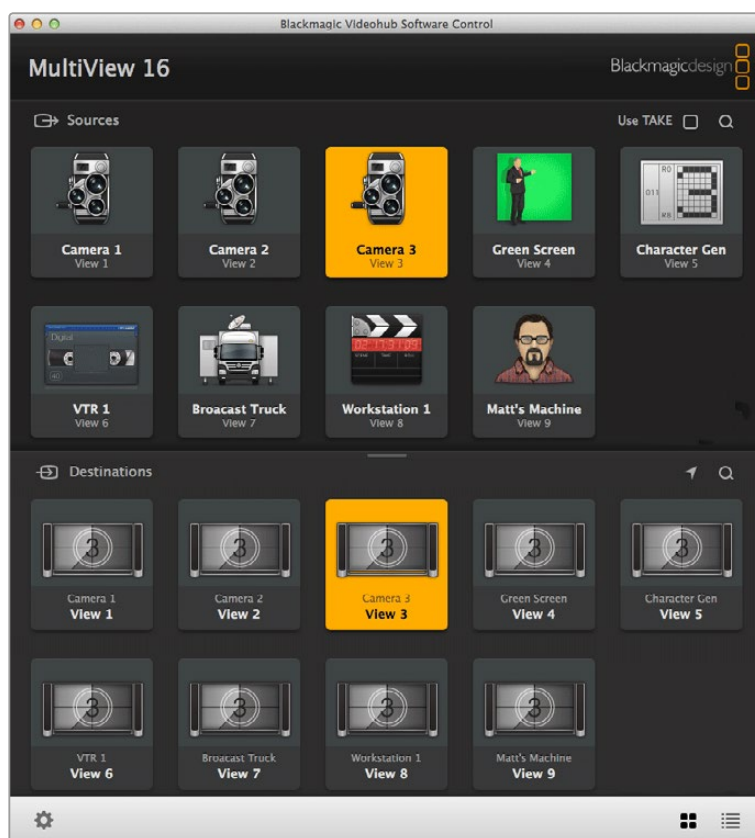 Blackmagic Videohub Software Control
MultiView 16
Blackmagicdesign
Sources
Use TAKE
Camera 1
View 1
Camera 2
View 2
Camera 3
View 3
Green Screen
View 4
Character Gen
View 5
VTR 1
View 6
Broacast Truck
View 7
Workstation 1
View 8
Matt's Machine
View 9
Destinations
Camera 1
View 1
Camera 2
View 2
Camera 3
View 3
Green Screen
View 4
Character Gen
View 5
VTR 1
View 6
Broacast Truck
View 7
Workstation 1
View 8
Matt's Machine
View 9